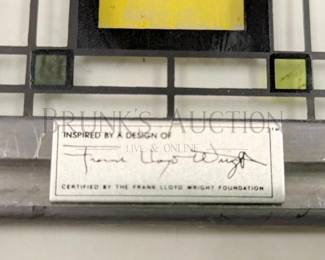 BRUNK'S AUCTION
LIVE & ONLINE
INSPIRED BY A DESIGN OF
Frank Lloyd Wright
CERTIFIED BY THE FRANK LLOYD WRIGHT FOUNDATION